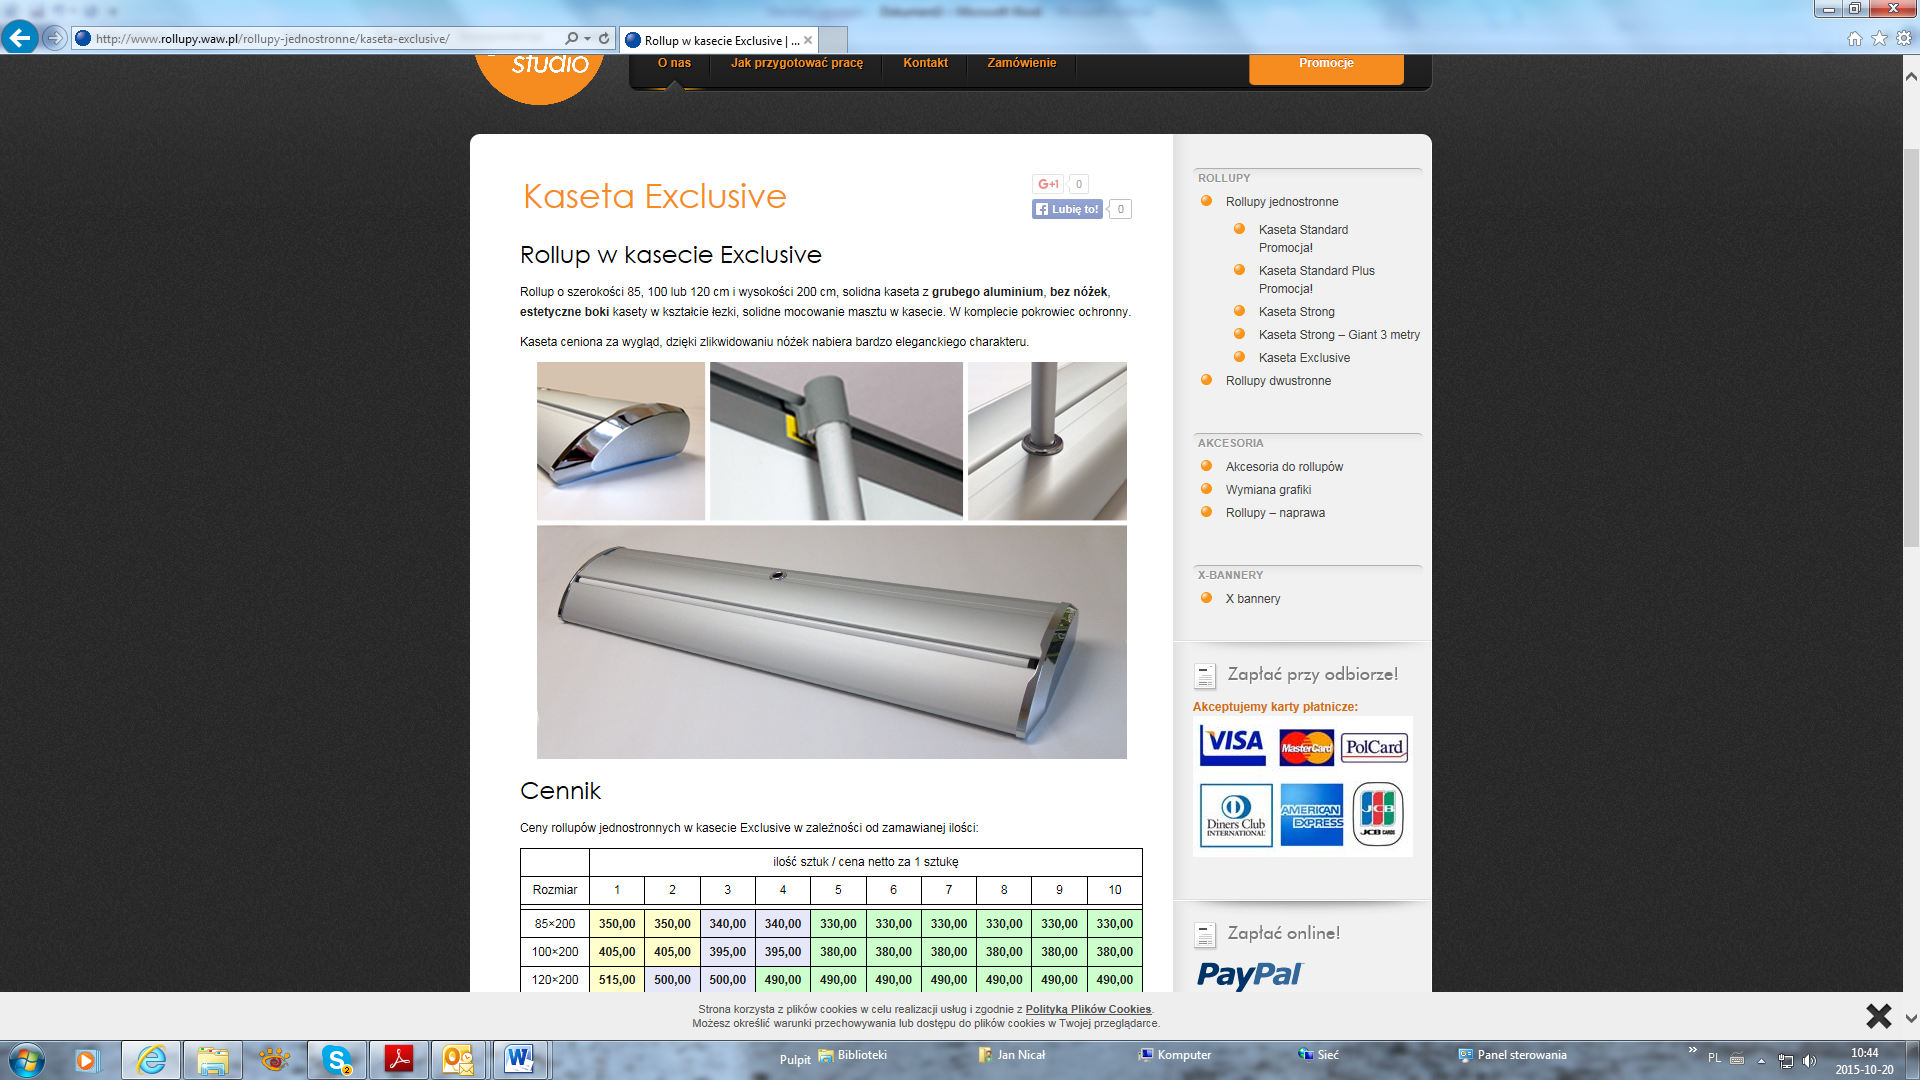 http://www.rollupy.waw.pl/rollupy-jednostronne/kaseta-exclusive/
Rollup w kasecie Exclusive | ...
studio
O nas
Jak przygotować pracę
Kontakt
Zamówienie
Promocje
Kaseta Exclusive
G+1 0
Lubię to! 0
Rollup w kasecie Exclusive
Rollup o szerokości 85, 100 lub 120 cm i wysokości 200 cm, solidna kaseta z grubego aluminium, bez nóżek,
estetyczne boki kasety w kształcie łezki, solidne mocowanie masztu w kasecie. W komplecie pokrowiec ochronny.
Kaseta ceniona za wygląd, dzięki zlikwidowaniu nóżek nabiera bardzo eleganckiego charakteru.
Cennik
Ceny rollupów jednostronnych w kasecie Exclusive w zależności od zamawianej ilości:
ilość sztuk / cena netto za 1 sztukę
Rozmiar 1 2 3 4 5 6 7 8 9 10
85×200 350,00 350,00 340,00 340,00 330,00 330,00 330,00 330,00 330,00 330,00
100×200 405,00 405,00 395,00 395,00 380,00 380,00 380,00 380,00 380,00 380,00
120×200 515,00 500,00 500,00 490,00 490,00 490,00 490,00 490,00 490,00 490,00
ROLLUPY
Rollupy jednostronne
Kaseta Standard
Promocja!
Kaseta Standard Plus
Promocja!
Kaseta Strong
Kaseta Strong – Giant 3 metry
Kaseta Exclusive
Rollupy dwustronne
AKCESORIA
Akcesoria do rollupów
Wymiana grafiki
Rollupy – naprawa
X-BANNERY
X bannery
Zapłać przy odbiorze!
Akceptujemy karty płatnicze:
VISA
MasterCard
PolCard
Diners Club
INTERNATIONAL
AMERICAN
EXPRESS
JCB
JCB CARDS
Zapłać online!
PayPal
Strona korzysta z plików cookies w celu realizacji usług i zgodnie z Polityką Plików Cookies.
Możesz określić warunki przechowywania lub dostępu do plików cookies w Twojej przeglądarce.
Pulpit
Biblioteki
Jan Nicał
Komputer
Sieć
Panel sterowania
PL
10:44
2015-10-20